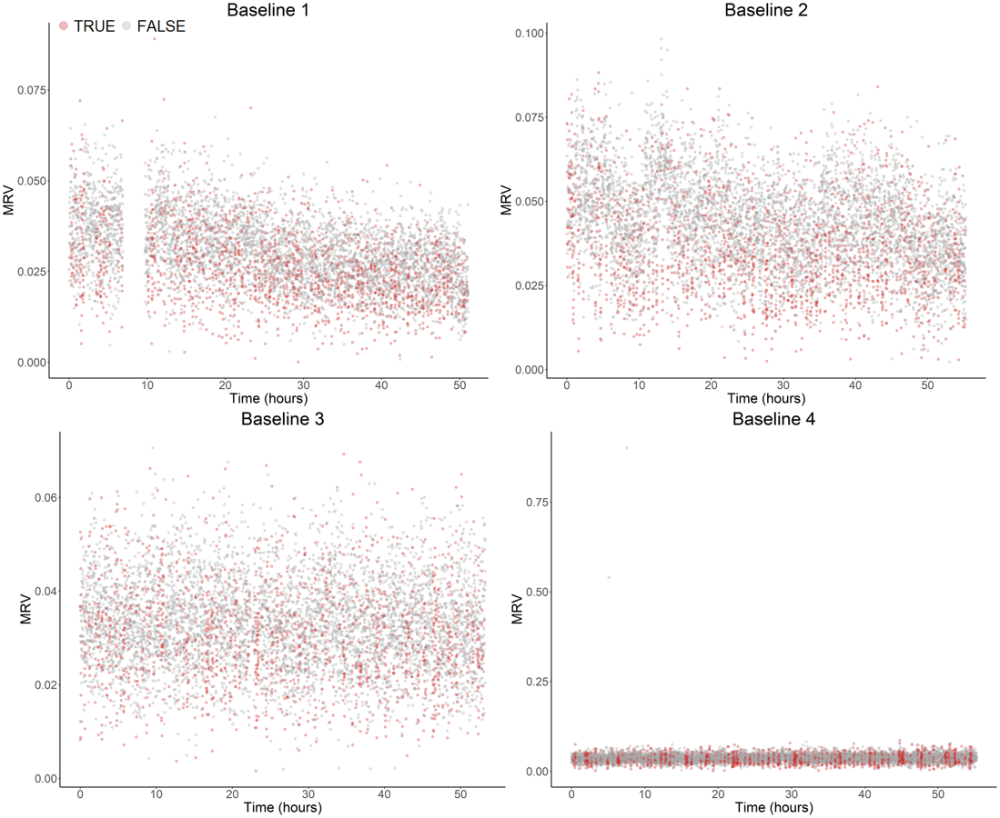 Baseline 1
TRUE FALSE
MRV
0.075
0.050
0.025
0.000
0 10 20 30 40 50
Time (hours)
Baseline 2
MRV
0.100
0.075
0.050
0.025
0.000
0 10 20 30 40 50
Time (hours)
Baseline 3
MRV
0.06
0.04
0.02
0.00
0 10 20 30 40 50
Time (hours)
Baseline 4
MRV
0.75
0.50
0.25
0.00
0 10 20 30 40 50
Time (hours)